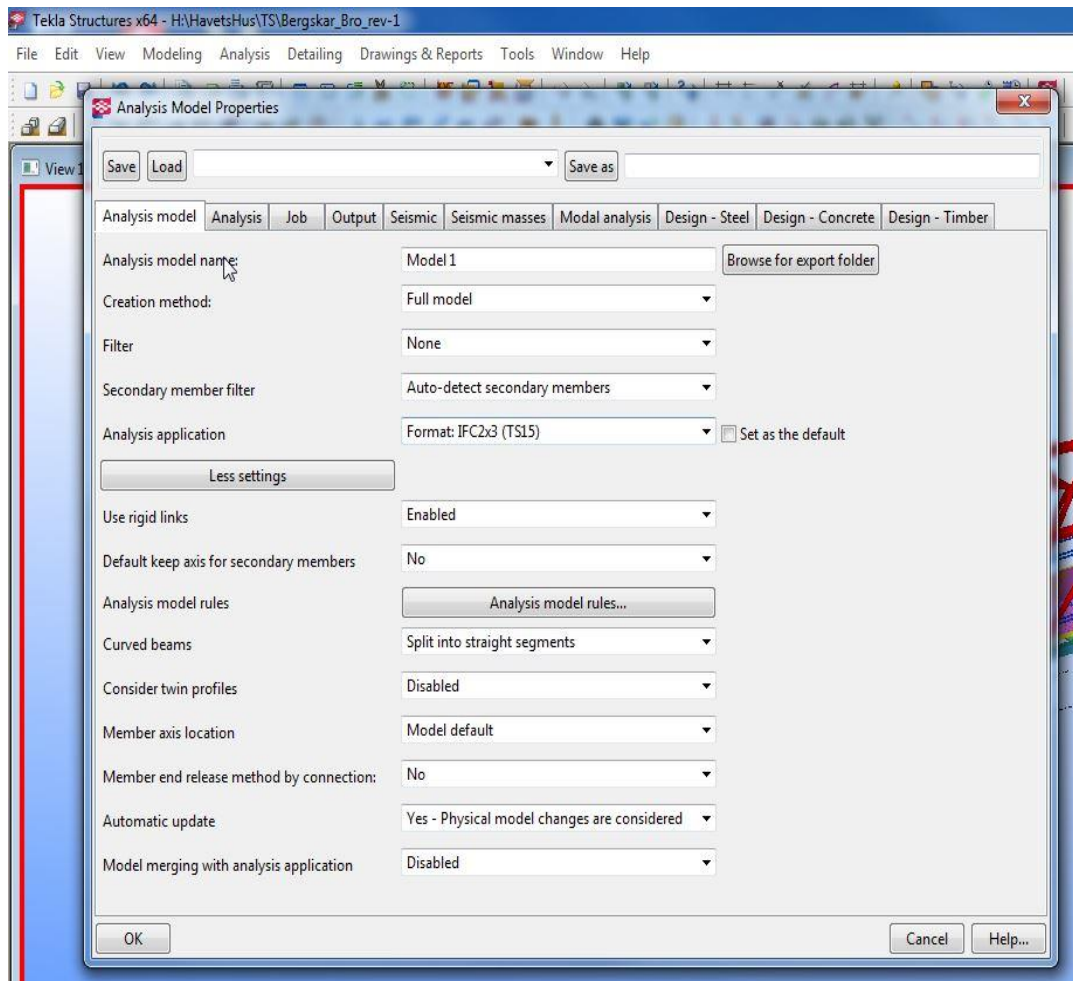 Tekla Structures x64 - H:\HavetsHus\TS\Bergskar_Bro_rev-1
File Edit View Modeling Analysis Detailing Drawings & Reports Tools Window Help
Analysis Model Properties
View 1
Save Load Save as
Analysis model Analysis Job Output Seismic Seismic masses Modal analysis Design - Steel Design - Concrete Design - Timber
Analysis model name: Model 1 Browse for export folder
Creation method: Full model
Filter None
Secondary member filter Auto-detect secondary members
Analysis application Format: IFC2x3 (TS15) Set as the default
Less settings
Use rigid links Enabled
Default keep axis for secondary members No
Analysis model rules Analysis model rules...
Curved beams Split into straight segments
Consider twin profiles Disabled
Member axis location Model default
Member end release method by connection: No
Automatic update Yes - Physical model changes are considered
Model merging with analysis application Disabled
OK Cancel Help...